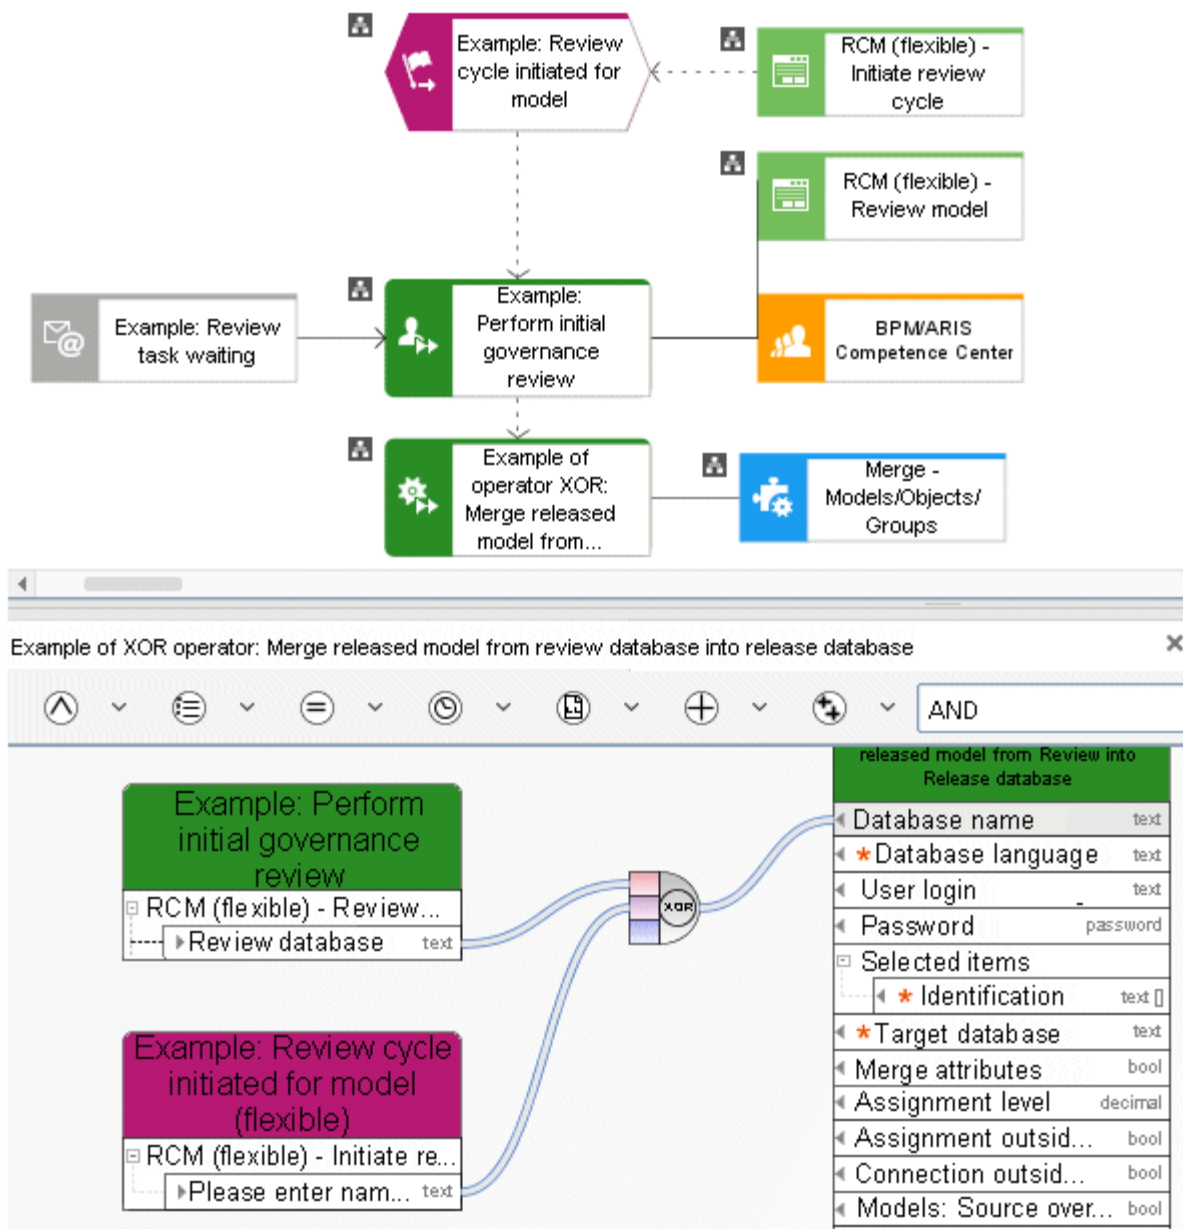 Example: Review
cycle initiated for
model
RCM (flexible) -
Initiate review
cycle
RCM (flexible) -
Review model
Example: Review
task waiting
Example:
Perform initial
governance
review
BPM/ARIS
Competence Center
Example of
operator XOR:
Merge released
model from...
Merge -
Models/Objects/
Groups
Example of XOR operator: Merge released model from review database into release database
AND
Example: Perform
initial governance
review
RCM (flexible) - Review...
Review database text
Example: Review cycle
initiated for model
(flexible)
RCM (flexible) - Initiate re...
Please enter nam... text
XOR
released model from Review into
Release database
Database name text
*Database language text
User login text
Password password
Selected items
* Identification text []
*Target database text
Merge attributes bool
Assignment level decimal
Assignment outsid... bool
Connection outsid... bool
Models: Source over... bool